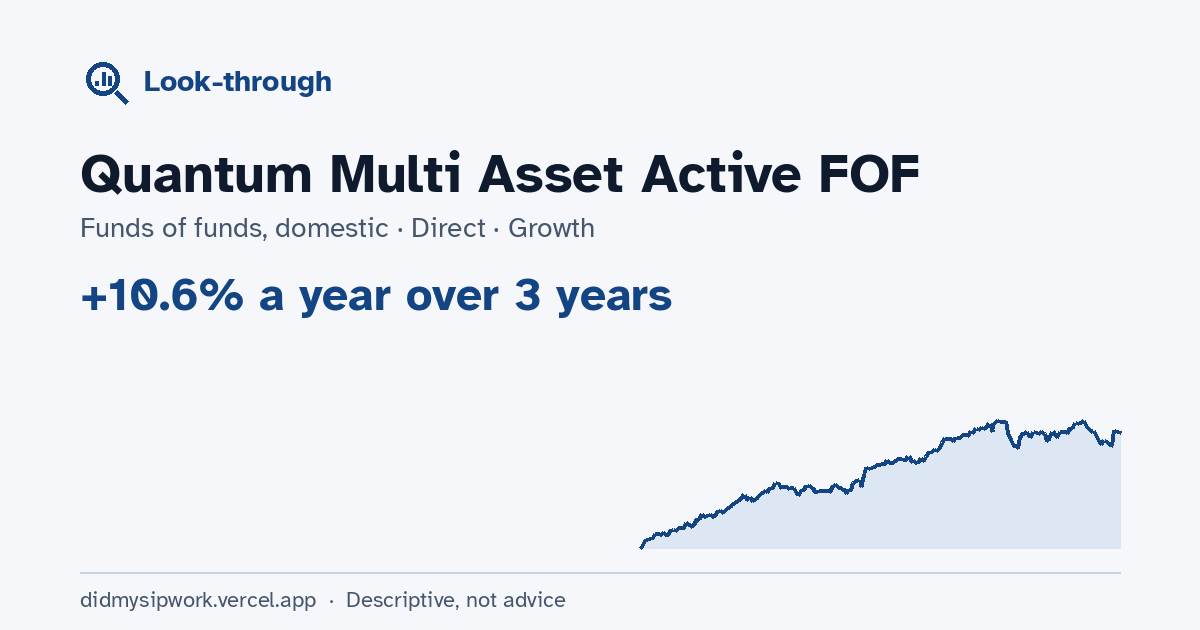 Look-through
Quantum Multi Asset Active FOF
Funds of funds, domestic · Direct · Growth
+10.6% a year over 3 years
didmysipwork.vercel.app · Descriptive, not advice